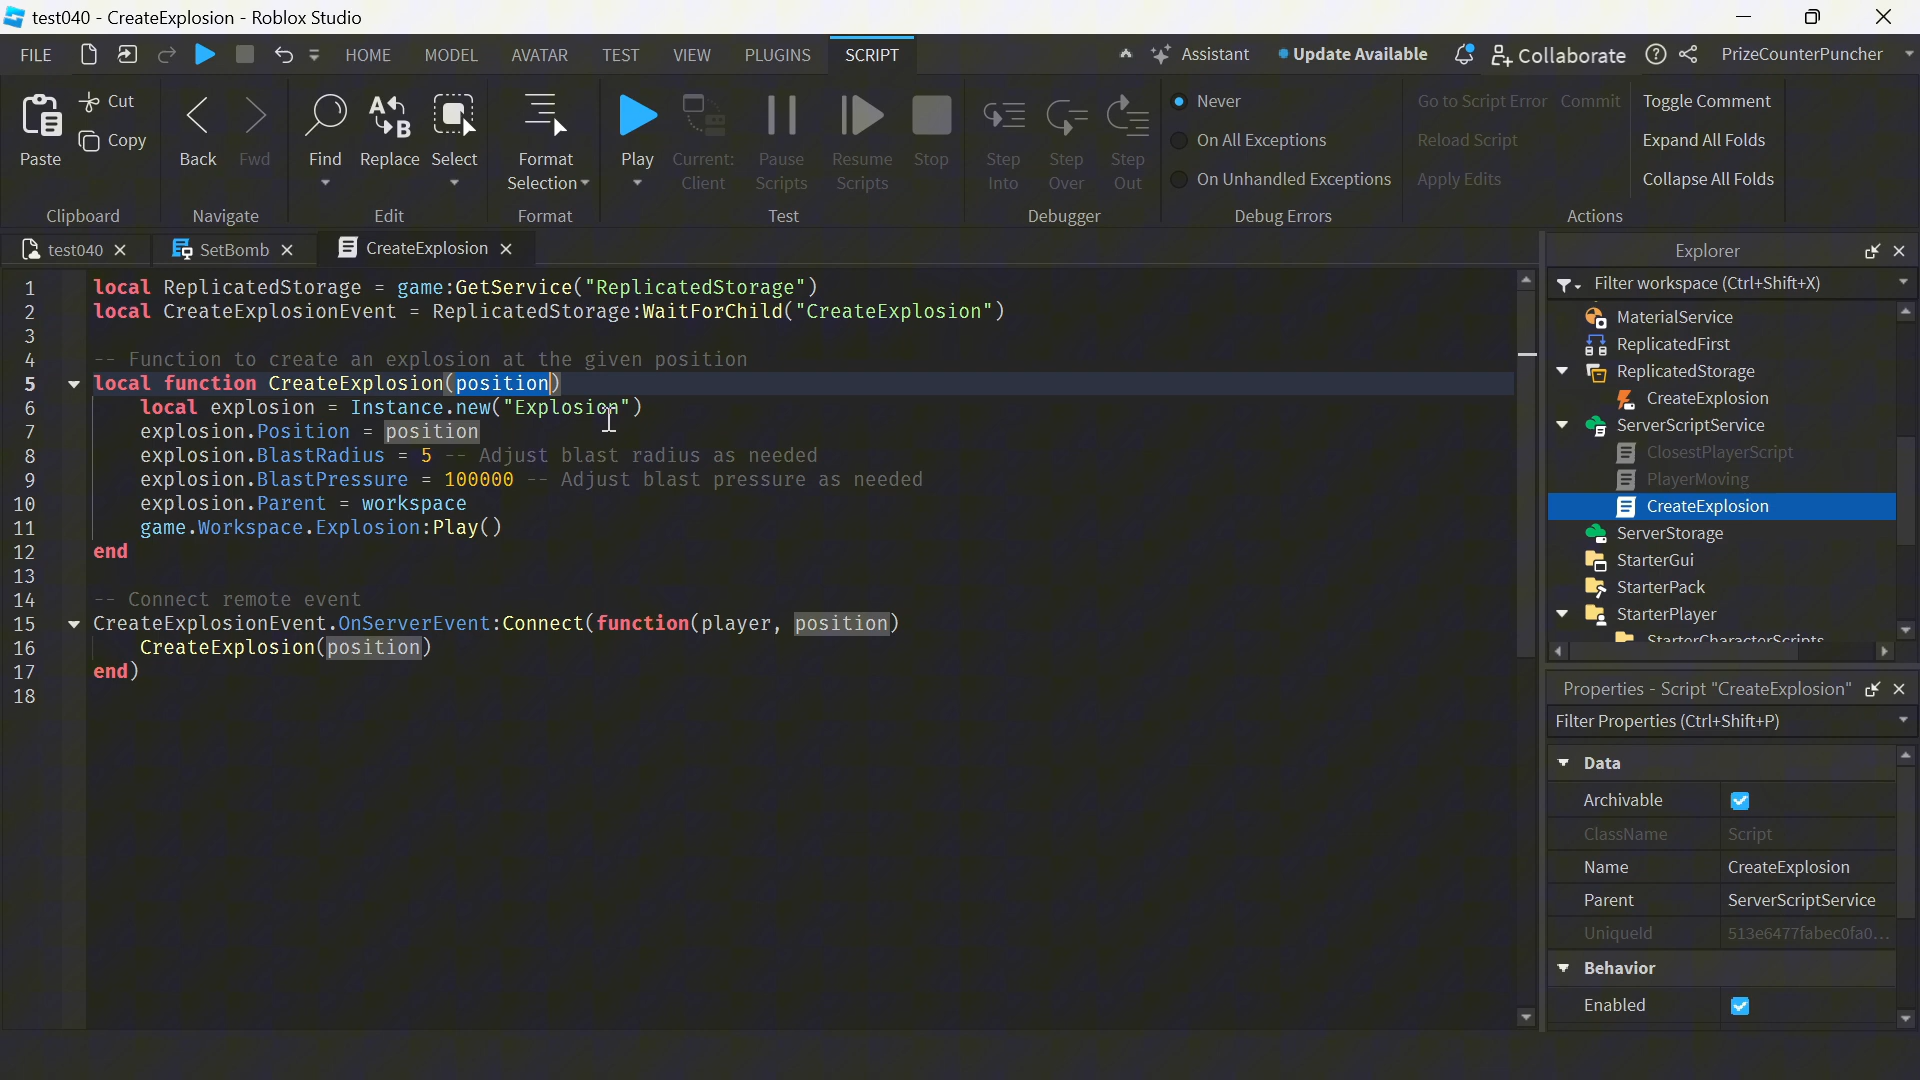 test040 - CreateExplosion - Roblox Studio
FILE HOME MODEL AVATAR TEST VIEW PLUGINS SCRIPT Assistant Update Available Collaborate PrizeCounterPuncher
Paste Cut Copy Back Fwd Find Replace Select Format Selection Play Current: Client Pause Scripts Resume Scripts Stop Step Into Step Over Step Out Never On All Exceptions On Unhandled Exceptions Go to Script Error Commit Reload Script Apply Edits Toggle Comment Expand All Folds Collapse All Folds
Clipboard Navigate Edit Format Test Debugger Debug Errors Actions
test040 SetBomb CreateExplosion
1 local ReplicatedStorage = game:GetService("ReplicatedStorage")
2 local CreateExplosionEvent = ReplicatedStorage:WaitForChild("CreateExplosion")
3
4 -- Function to create an explosion at the given position
5 local function CreateExplosion(position)
6 local explosion = Instance.new("Explosion")
7 explosion.Position = position
8 explosion.BlastRadius = 5 -- Adjust blast radius as needed
9 explosion.BlastPressure = 100000 -- Adjust blast pressure as needed
10 explosion.Parent = workspace
11 game.Workspace.Explosion:Play()
12 end
13
14 -- Connect remote event
15 CreateExplosionEvent.OnServerEvent:Connect(function(player, position)
16 CreateExplosion(position)
17 end)
18
Explorer
Filter workspace (Ctrl+Shift+X)
MaterialService
ReplicatedFirst
ReplicatedStorage
CreateExplosion
ServerScriptService
ClosestPlayerScript
PlayerMoving
CreateExplosion
ServerStorage
StarterGui
StarterPack
StarterPlayer
StarterCharacterScripts
Properties - Script "CreateExplosion"
Filter Properties (Ctrl+Shift+P)
Data
Archivable
ClassName Script
Name CreateExplosion
Parent ServerScriptService
UniqueId 513e6477fabec0fa0...
Behavior
Enabled